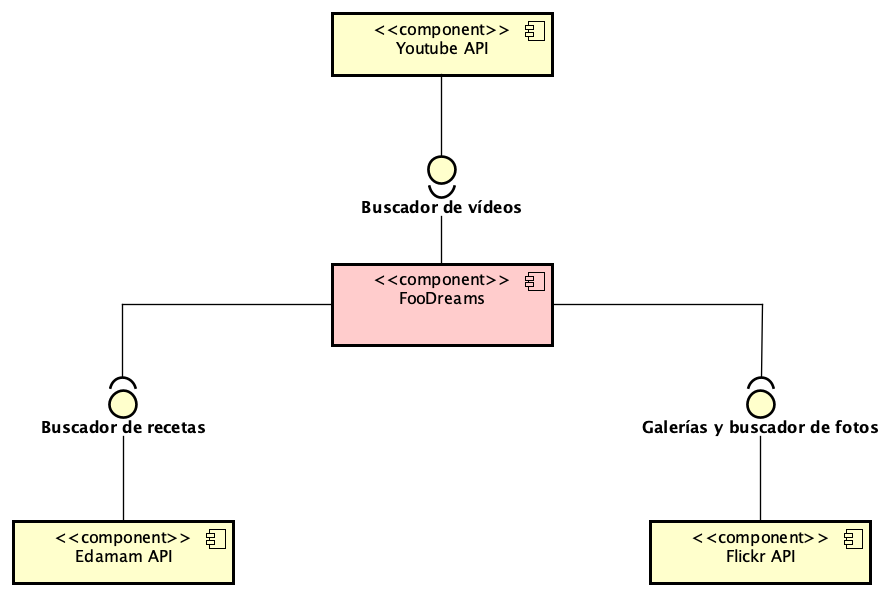 <<component>>
Youtube API
Buscador de vídeos
<<component>>
FooDreams
Buscador de recetas
Galerías y buscador de fotos
<<component>>
Edamam API
<<component>>
Flickr API